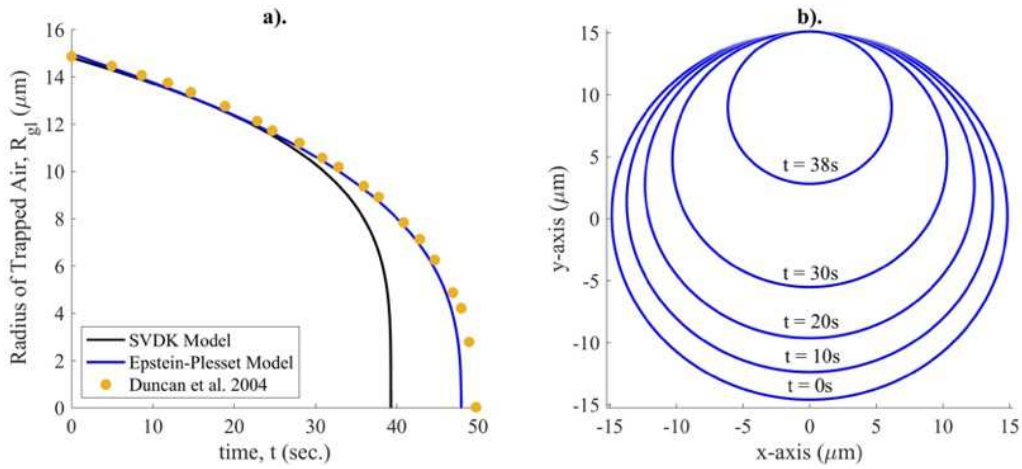 a).
Radius of Trapped Air, R_gl (μm)
16
14
12
10
8
6
4
2
0
SVDK Model
Epstein-Plesset Model
Duncan et al. 2004
0 10 20 30 40 50
time, t (sec.)
b).
y-axis (μm)
15
10
5
0
-5
-10
-15
t = 38s
t = 30s
t = 20s
t = 10s
t = 0s
-15 -10 -5 0 5 10 15
x-axis (μm)